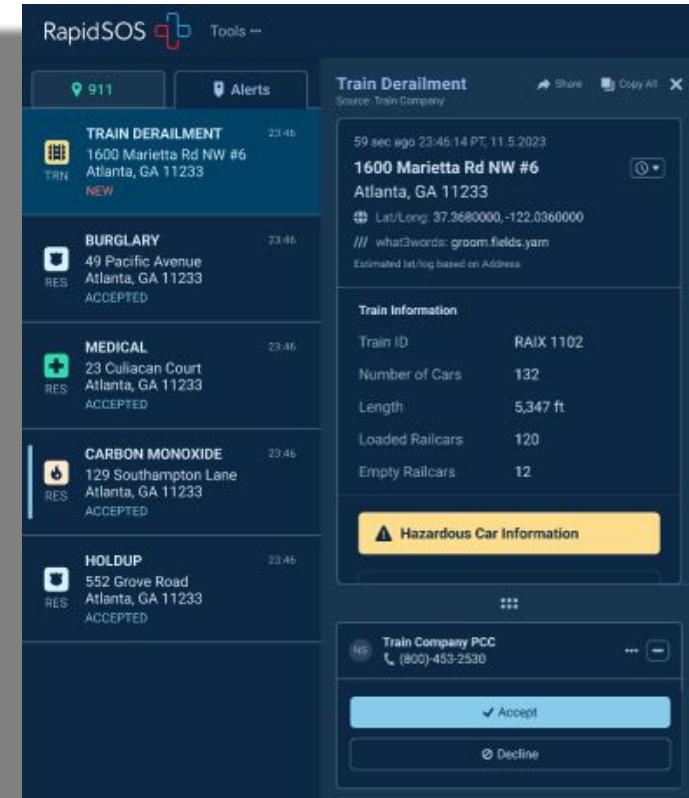 RapidSOS
Tools
911
Alerts
TRAIN DERAILMENT 23:46
1600 Marietta Rd NW #6
Atlanta, GA 11233
TRN
NEW
BURGLARY 23:46
49 Pacific Avenue
Atlanta, GA 11233
RES
ACCEPTED
MEDICAL 23:46
23 Culiacan Court
Atlanta, GA 11233
RES
ACCEPTED
CARBON MONOXIDE 23:46
129 Southampton Lane
Atlanta, GA 11233
RES
ACCEPTED
HOLDUP 23:46
552 Grove Road
Atlanta, GA 11233
RES
ACCEPTED
Train Derailment
Share
Copy All
Source: Train Company
59 sec ago 23:46:14 PT, 11.5.2023
1600 Marietta Rd NW #6
Atlanta, GA 11233
Lat/Long: 37.3680000,-122.0360000
/// what3words: groom.fields.yarn
Estimated lat/log based on Address
Train Information
Train ID RAIX 1102
Number of Cars 132
Length 5,347 ft
Loaded Railcars 120
Empty Railcars 12
Hazardous Car Information
NS
Train Company PCC
(800)-453-2530
Accept
Decline